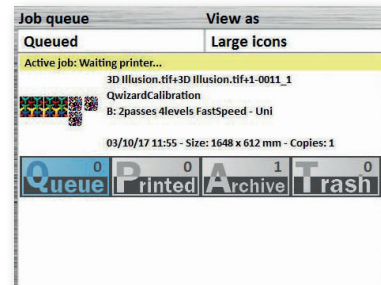 Job queue View as
Queued Large icons
Active job: Waiting printer...
3D Illusion.tif+3D Illusion.tif+1-0011_1
QwizardCalibration
B: 2passes 4levels FastSpeed - Uni
03/10/17 11:55 - Size: 1648 x 612 mm - Copies: 1
0 0 1 0
Queue Printed Archive Trash